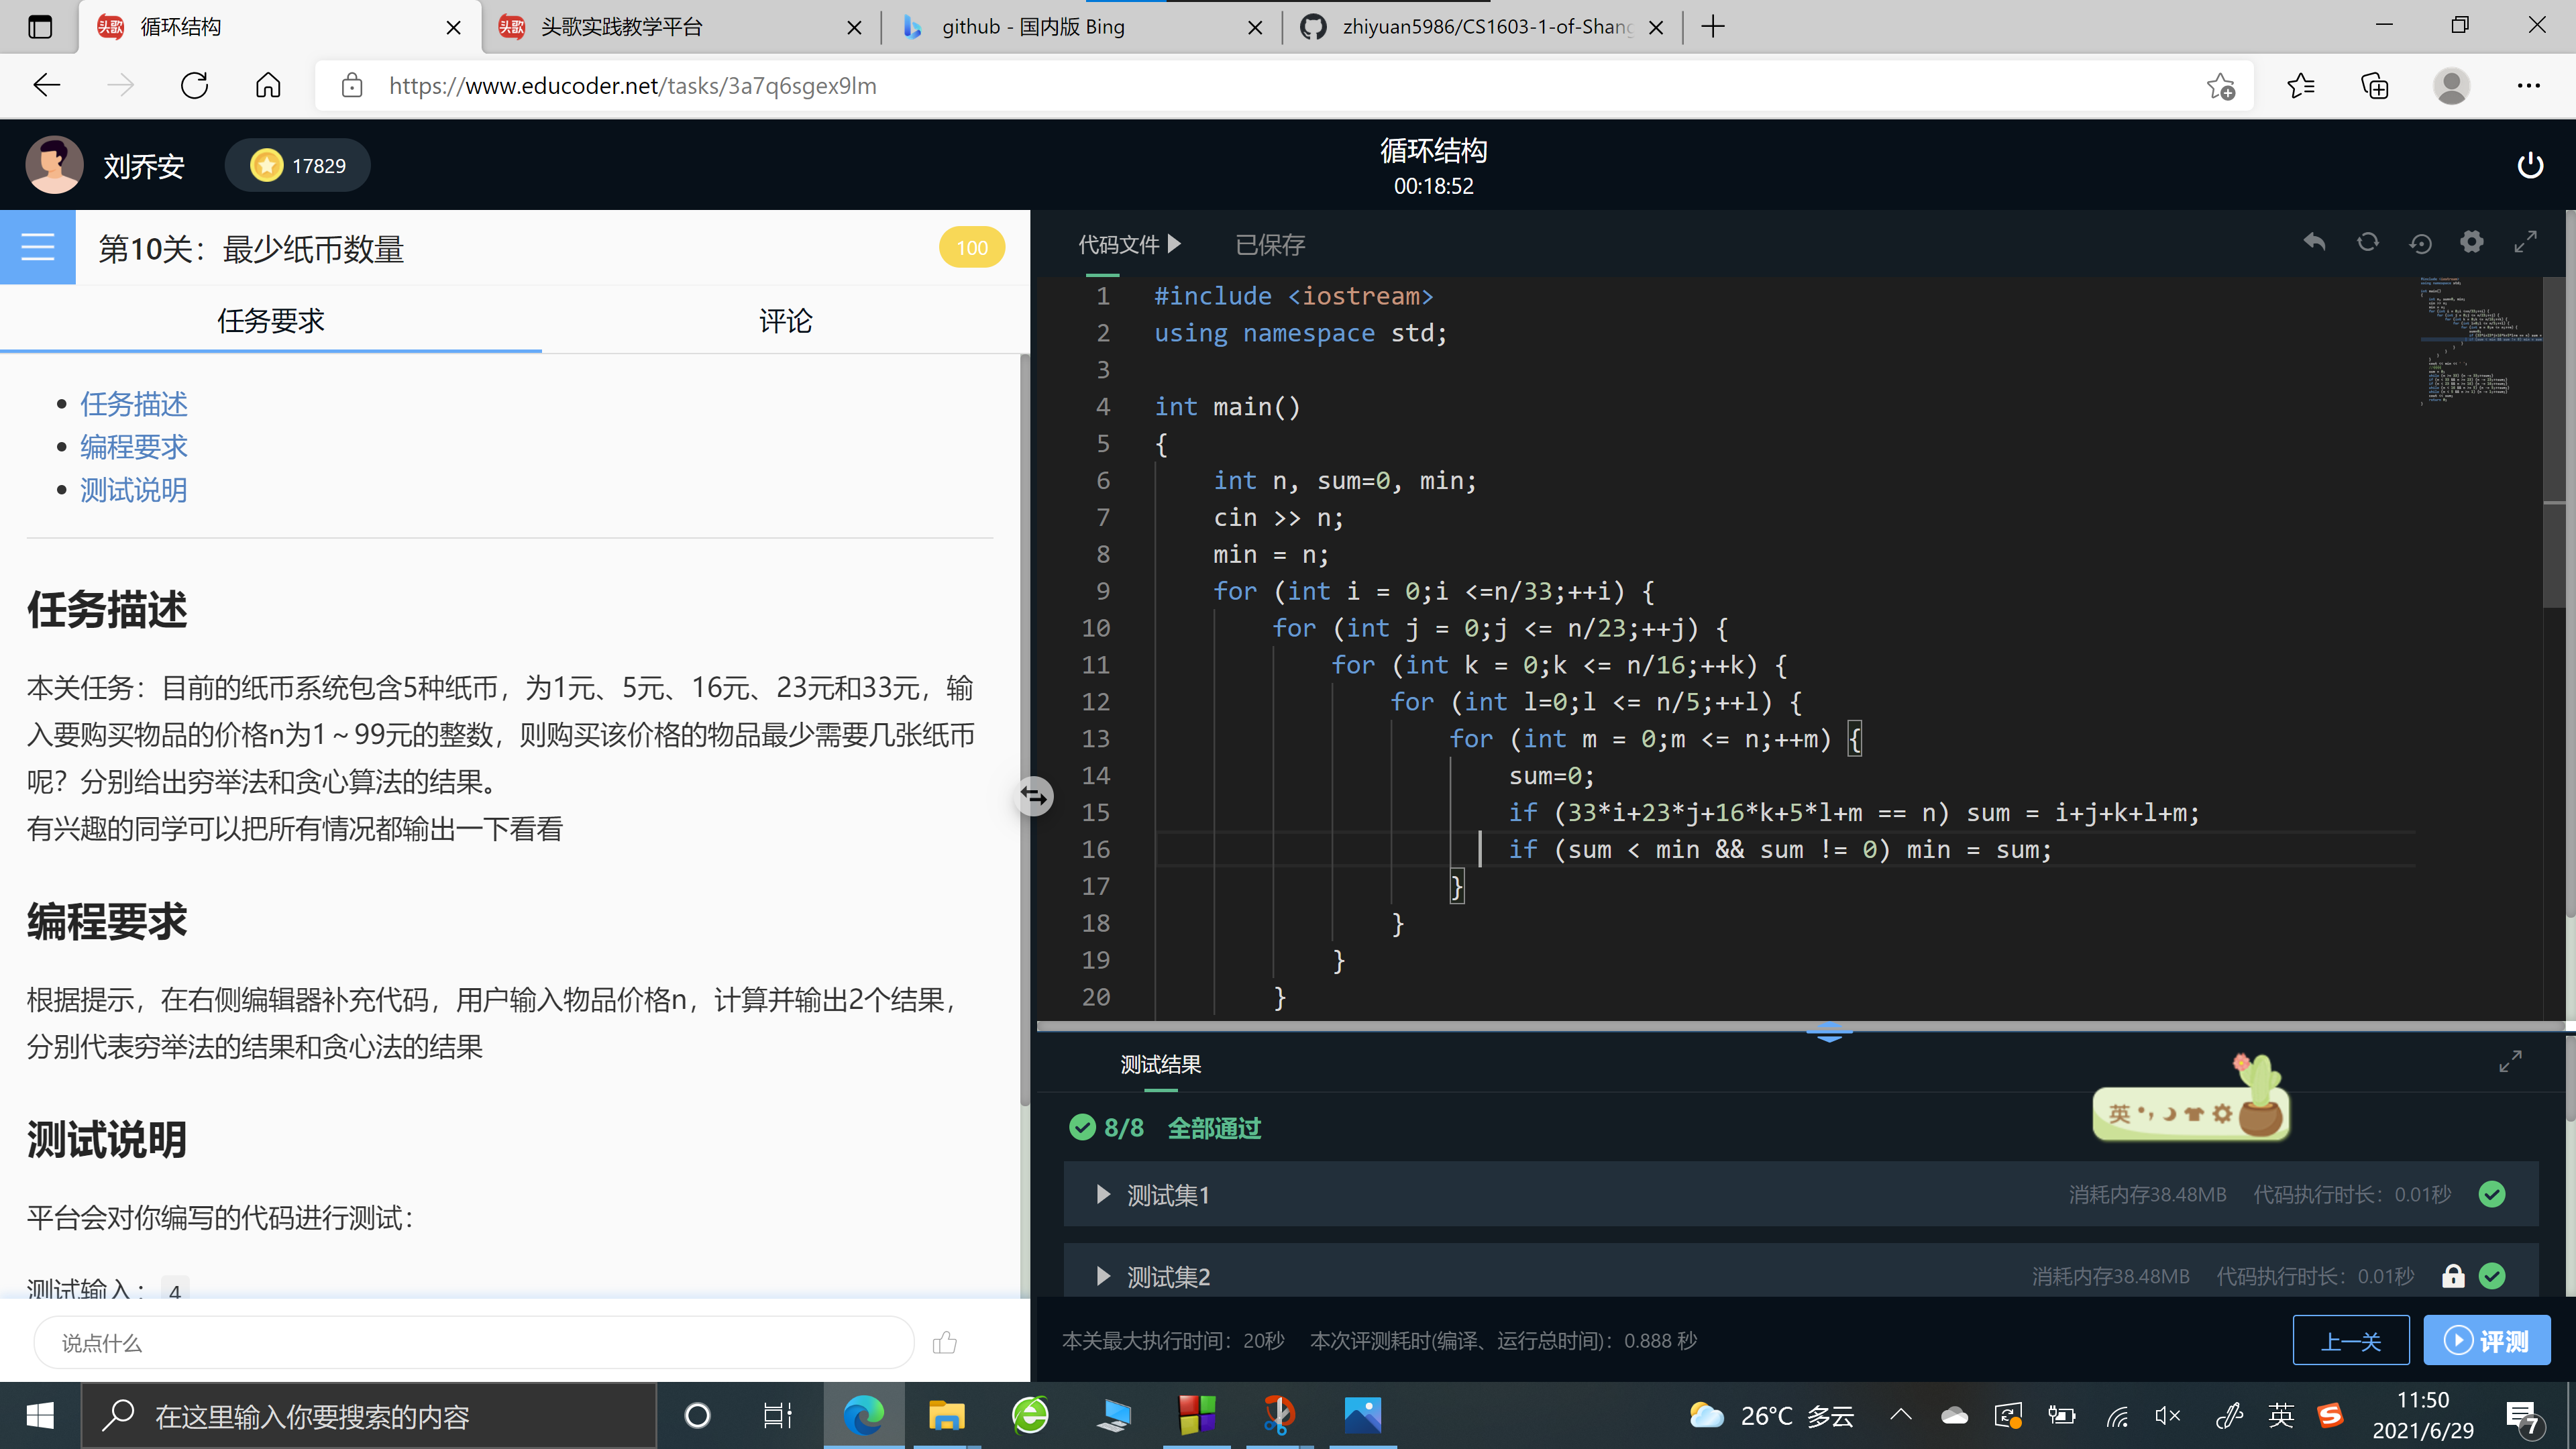 循环结构
头歌实践教学平台
github - 国内版 Bing
zhiyuan5986/CS1603-1-of-Shang
https://www.educoder.net/tasks/3a7q6sgex9lm
刘乔安
17829
循环结构
00:18:52
第10关：最少纸币数量
100
任务要求
评论
任务描述
编程要求
测试说明
任务描述
本关任务：目前的纸币系统包含5种纸币，为1元、5元、16元、23元和33元，输
入要购买物品的价格n为1～99元的整数，则购买该价格的物品最少需要几张纸币
呢？分别给出穷举法和贪心算法的结果。
有兴趣的同学可以把所有情况都输出一下看看
编程要求
根据提示，在右侧编辑器补充代码，用户输入物品价格n，计算并输出2个结果，
分别代表穷举法的结果和贪心法的结果
测试说明
平台会对你编写的代码进行测试：
测试输入：4
说点什么
代码文件
已保存
1 #include <iostream>
2 using namespace std;
3
4 int main()
5 {
6 int n, sum=0, min;
7 cin >> n;
8 min = n;
9 for (int i = 0;i <=n/33;++i) {
10 for (int j = 0;j <= n/23;++j) {
11 for (int k = 0;k <= n/16;++k) {
12 for (int l=0;l <= n/5;++l) {
13 for (int m = 0;m <= n;++m) {
14 sum=0;
15 if (33*i+23*j+16*k+5*l+m == n) sum = i+j+k+l+m;
16 if (sum < min && sum != 0) min = sum;
17 }
18 }
19 }
20 }
测试结果
英
8/8 全部通过
测试集1
消耗内存38.48MB 代码执行时长：0.01秒
测试集2
消耗内存38.48MB 代码执行时长：0.01秒
本关最大执行时间：20秒 本次评测耗时(编译、运行总时间)：0.888 秒
上一关
评测
在这里输入你要搜索的内容
26°C 多云
英
11:50
2021/6/29
7